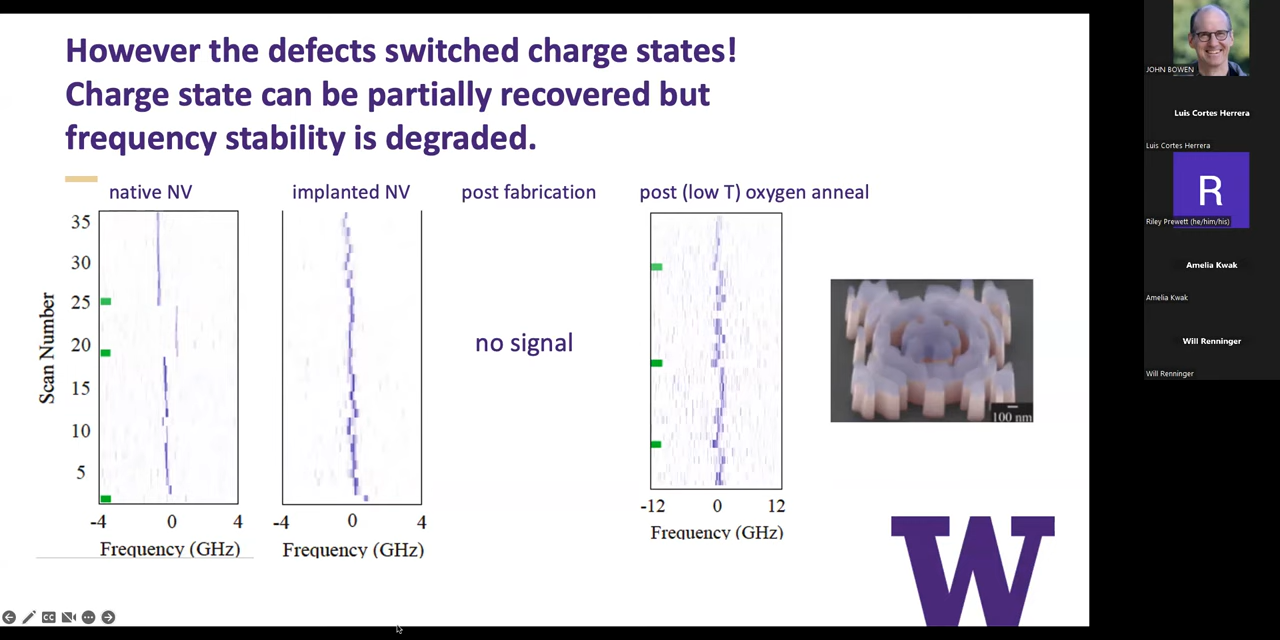 However the defects switched charge states!
Charge state can be partially recovered but
frequency stability is degraded.
native NV
implanted NV
post fabrication
post (low T) oxygen anneal
Scan Number
35
30
25
20
15
10
5
-4 0 4
Frequency (GHz)
-4 0 4
Frequency (GHz)
no signal
-12 0 12
Frequency (GHz)
100 nm
W
CC
JOHN BOWEN
Luis Cortes Herrera
Luis Cortes Herrera
R
Riley Prewett (he/him/his)
Amelia Kwak
Amelia Kwak
Will Renninger
Will Renninger